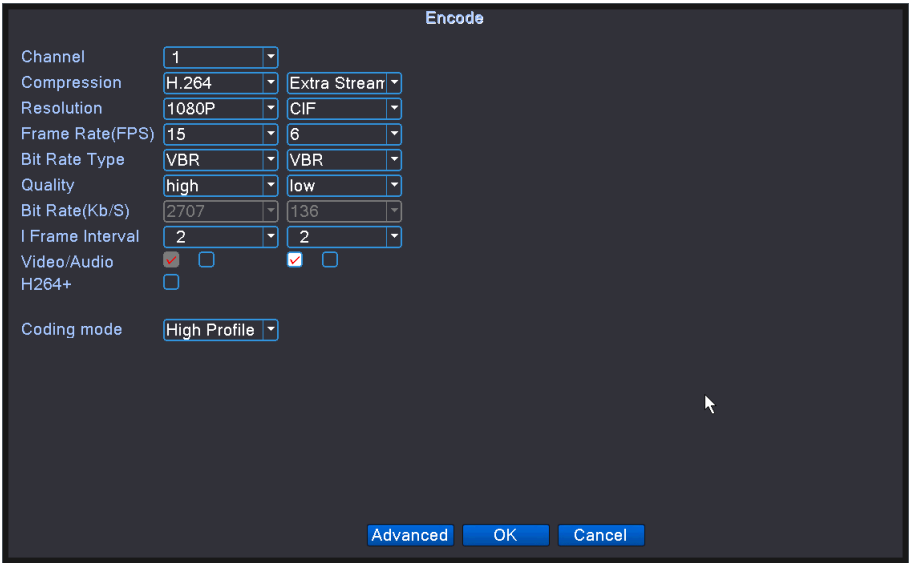 Encode
Channel 1
Compression H.264 Extra Stream
Resolution 1080P CIF
Frame Rate(FPS) 15 6
Bit Rate Type VBR VBR
Quality high low
Bit Rate(Kb/S) 2707 136
I Frame Interval 2 2
Video/Audio
H264+
Coding mode High Profile
Advanced OK Cancel